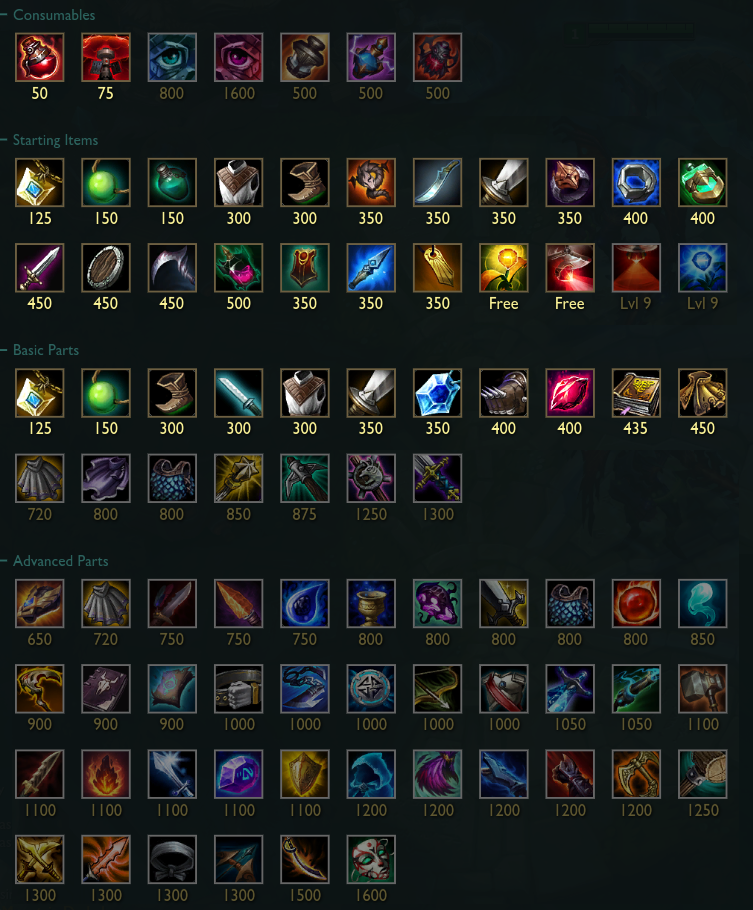 Consumables
50 75 800 1600 500 500 500
Starting Items
125 150 150 300 300 350 350 350 350 400 400
450 450 450 500 350 350 350 Free Free Lvl 9 Lvl 9
Basic Parts
125 150 300 300 300 350 350 400 400 435 450
720 800 800 850 875 1250 1300
Advanced Parts
650 720 750 750 750 800 800 800 800 800 850
900 900 900 1000 1000 1000 1000 1000 1050 1050 1100
1100 1100 1100 1100 1100 1200 1200 1200 1200 1200 1250
1300 1300 1300 1300 1500 1600